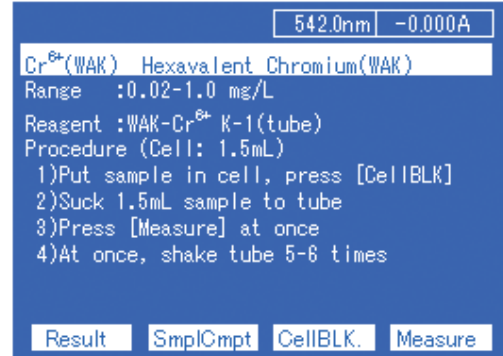 542.0nm -0.000A
Cr⁶⁺(WAK) Hexavalent Chromium(WAK)
Range :0.02-1.0 mg/L
Reagent :WAK-Cr⁶⁺ K-1(tube)
Procedure (Cell: 1.5mL)
1)Put sample in cell, press [CellBLK]
2)Suck 1.5mL sample to tube
3)Press [Measure] at once
4)At once, shake tube 5-6 times
Result SmplCmpt CellBLK. Measure